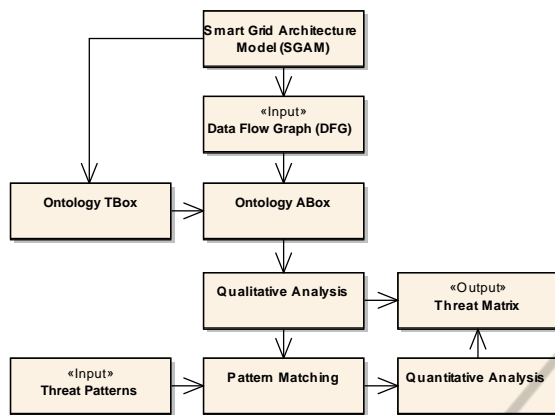 Smart Grid Architecture
Model (SGAM)
«Input»
Data Flow Graph (DFG)
Ontology TBox
Ontology ABox
Qualitative Analysis
«Output»
Threat Matrix
«Input»
Threat Patterns
Pattern Matching
Quantitative Analysis